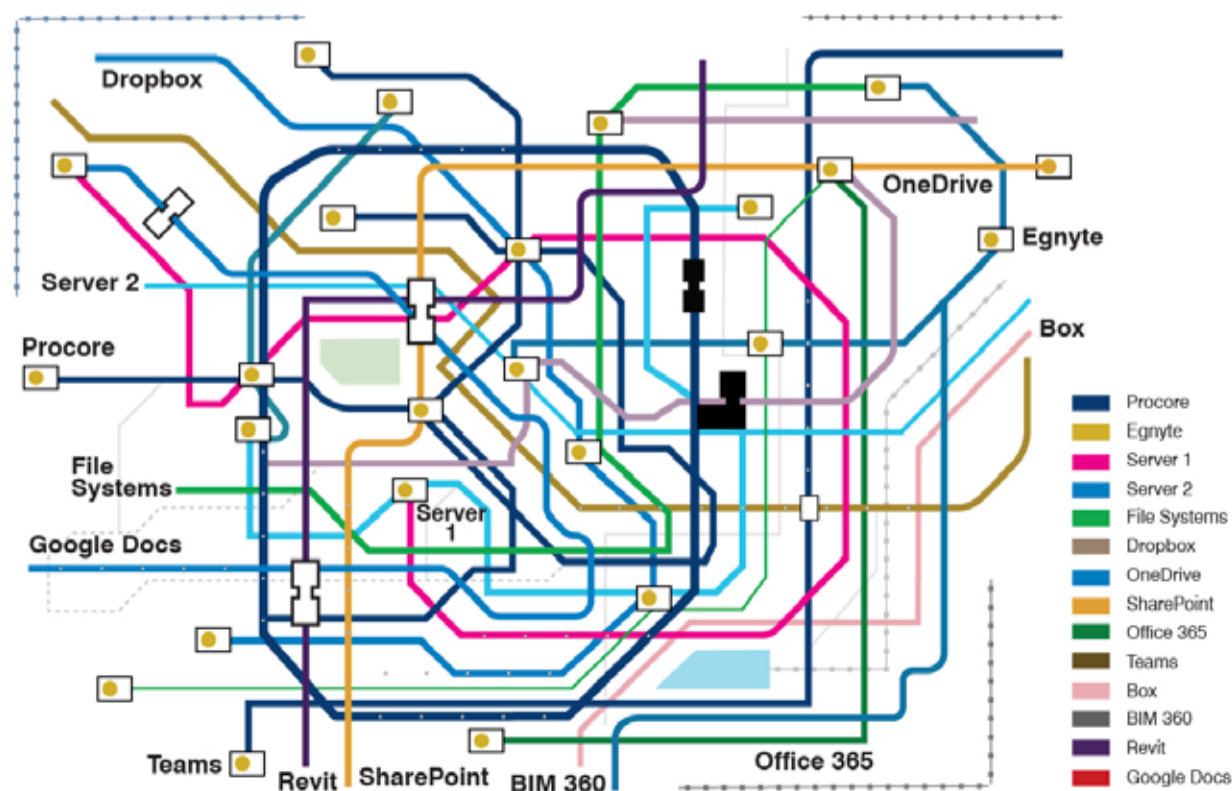 Dropbox
OneDrive
Egnyte
Server 2
Box
Procore
File
Systems
Server
1
Google Docs
Teams
Revit
SharePoint
BIM 360
Office 365
Procore
Egnyte
Server 1
Server 2
File Systems
Dropbox
OneDrive
SharePoint
Office 365
Teams
Box
BIM 360
Revit
Google Docs